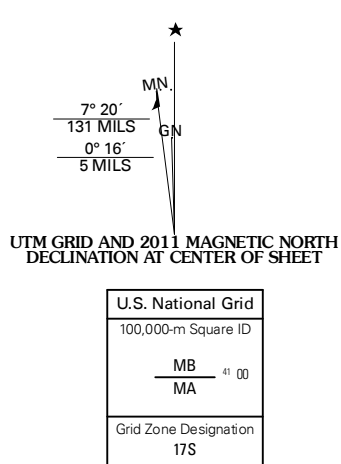 ★
MN
7° 20´
131 MILS
GN
0° 16´
5 MILS
UTM GRID AND 2011 MAGNETIC NORTH
DECLINATION AT CENTER OF SHEET
U.S. National Grid
100,000-m Square ID
MB
41 00
MA
Grid Zone Designation
17S